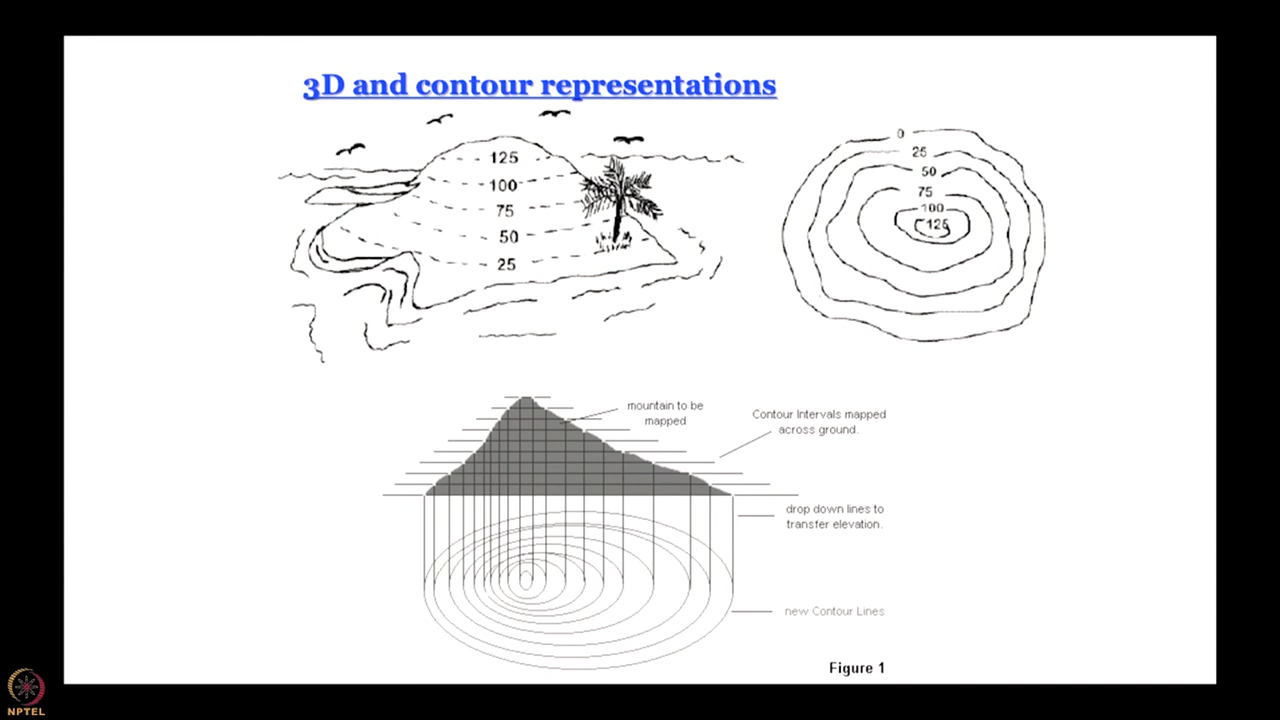 3D and contour representations
125
100
75
50
25
0
25
50
75
100
125
mountain to be
mapped
Contour Intervals mapped
across ground.
drop down lines to
transfer elevation.
new Contour Lines
Figure 1
NPTEL